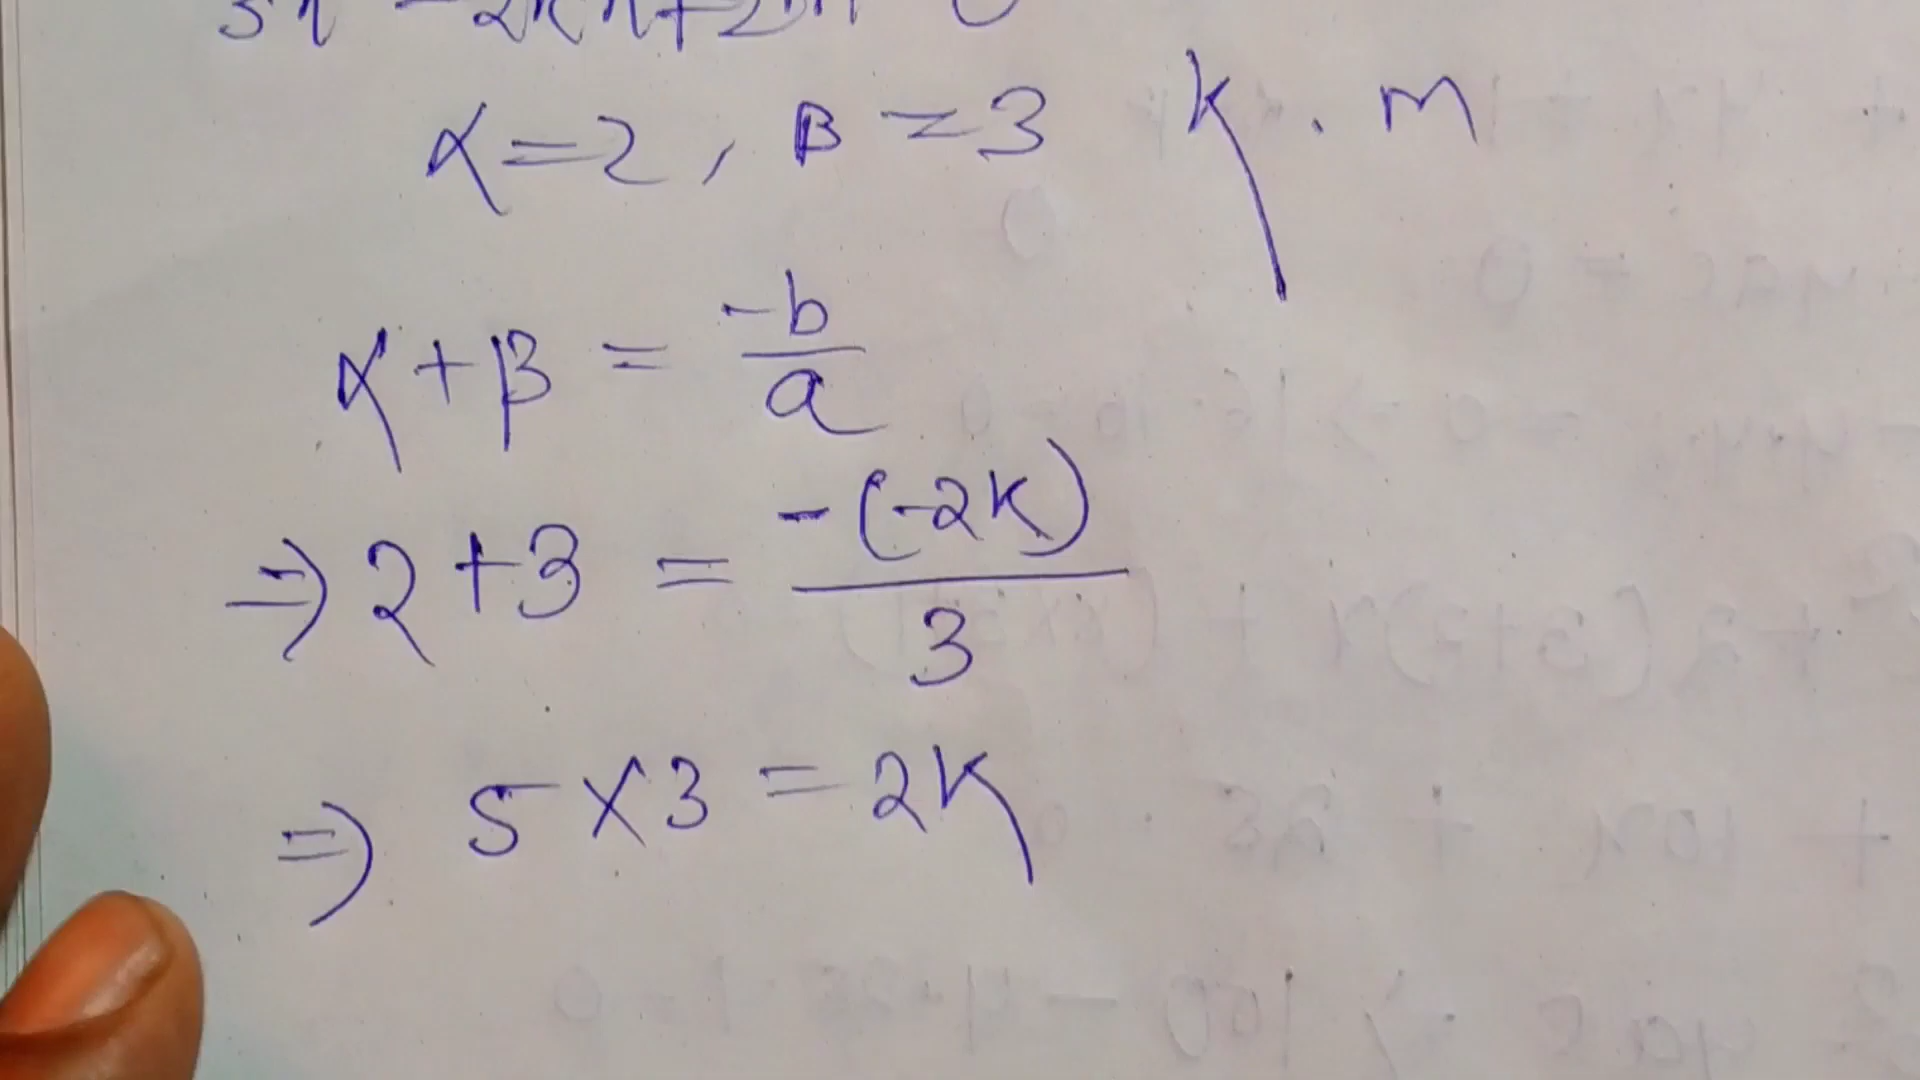 α=2, B=3 k. m
α+β = -b/a
⇒ 2+3 = -(-2k)/3
⇒ 5×3 = 2k